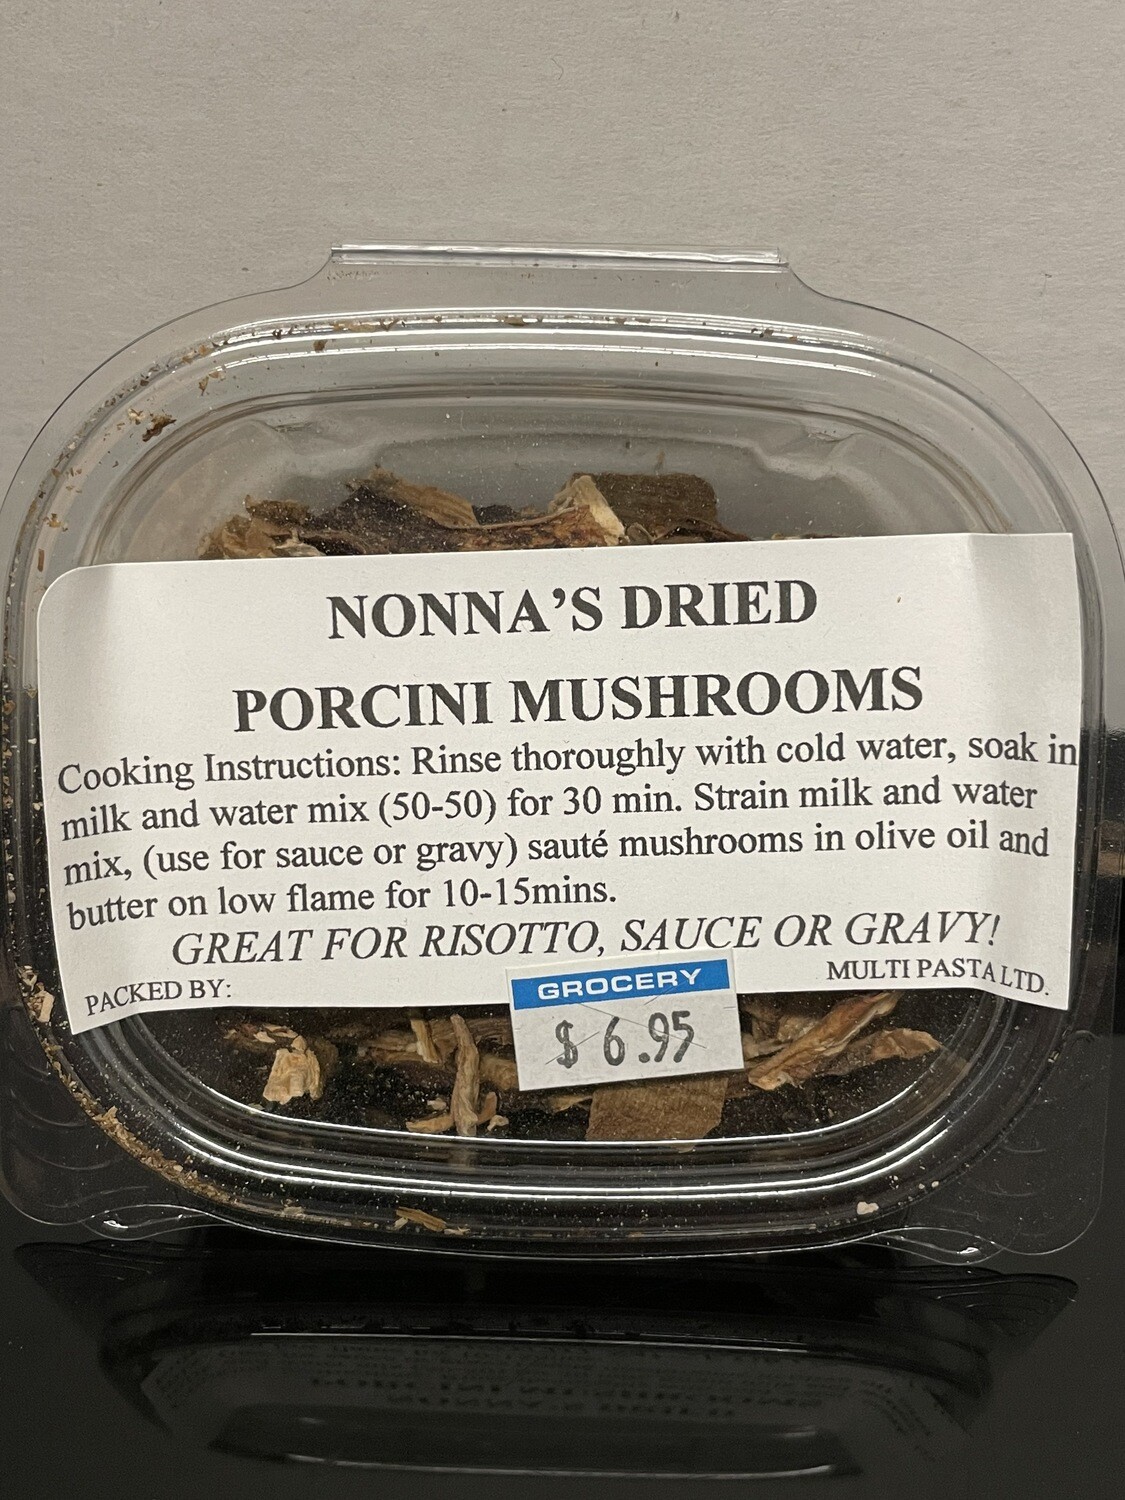 NONNA'S DRIED
PORCINI MUSHROOMS
Cooking Instructions: Rinse thoroughly with cold water, soak in
milk and water mix (50-50) for 30 min. Strain milk and water
mix, (use for sauce or gravy) sauté mushrooms in olive oil and
butter on low flame for 10-15mins.
GREAT FOR RISOTTO, SAUCE OR GRAVY!
PACKED BY: MULTI PASTA LTD.
GROCERY
$ 6.95